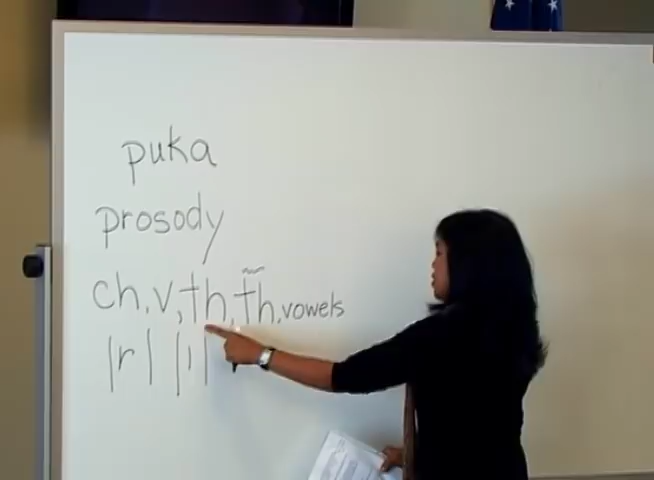 puka
prosody
ch, v, th, th, vowels
|r| |l|